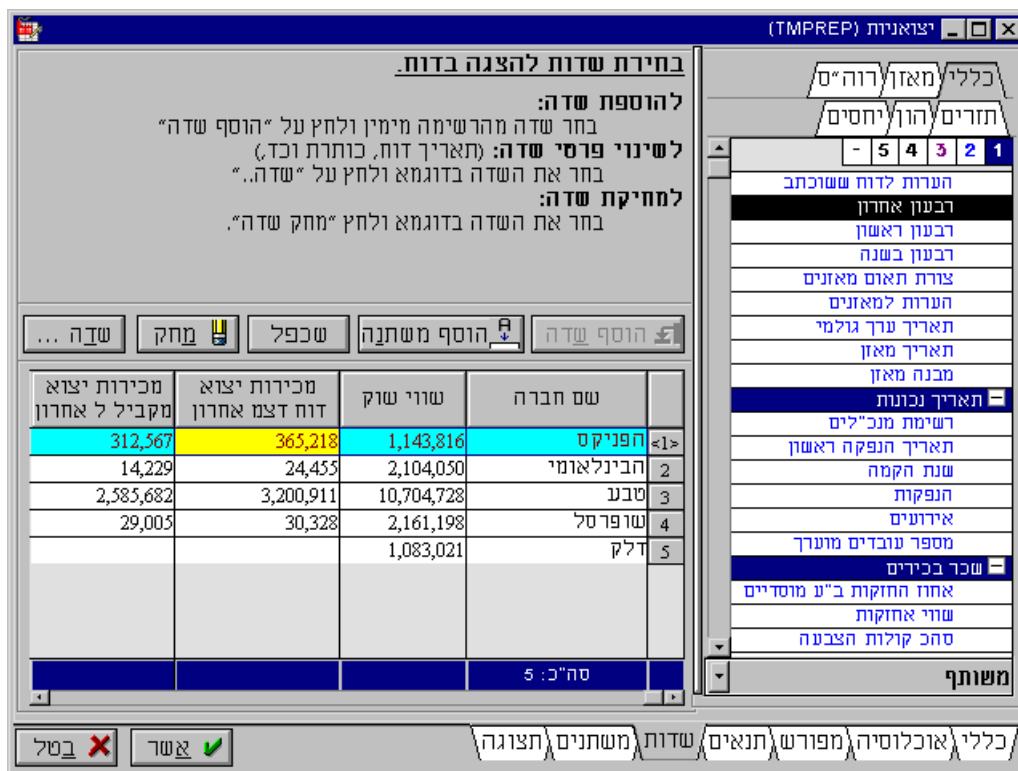 יצואניות (TMPREP)
כללי מאזן רוה״ס
תזרים הון יחסים
1 2 3 4 5 -
הערות לדוח ששוכתב
רבעון אחרון
רבעון ראשון
רבעון בשנה
צורת תאום מאזנים
הערות למאזנים
תאריך ערך גולמי
תאריך מאזן
מבנה מאזן
תאריך נכונות
רשימת מנכ"לים
תאריך הנפקה ראשון
שנת הקמה
הנפקות
אירועים
מספר עובדים מוערך
שכר בכירים
אחוז החזקות ב"ע מוסדיים
שווי אחזקות
סהכ קולות הצבעה
משותף
בחירת שדות להצגה בדוח.
להוספת שדה:
בחר שדה מהרשימה מימין ולחץ על ״הוסף שדה״
לשינוי פרטי שדה: (תאריך דוח, כותרת וכד,)
בחר את השדה בדוגמא ולחץ על ״שדה..״
למחיקת שדה:
בחר את השדה בדוגמא ולחץ ״מחק שדה״.
הוסף שדה הוסף משתנה שכפל מחק שדה ...
שם חברה שווי שוק מכירות יצוא דוח דצמ אחרון מכירות יצוא מקביל ל אחרון
<1> הפניקס 1,143,816 365,218 312,567
2 הבינלאומי 2,104,050 24,455 14,229
3 טבע 10,704,728 3,200,911 2,585,682
4 שופרסל 2,161,198 30,328 29,005
5 דלק 1,083,021
סה"כ: 5
כללי אוכלוסיה מפורש תנאים שדות משתנים תצוגה
אשר בטל